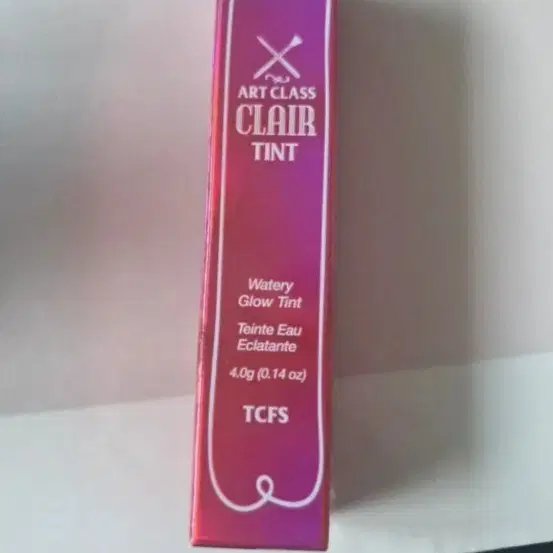 ART CLASS
CLAIR
TINT
Watery
Glow Tint
Teinte Eau
Eclatante
4.0g (0.14 oz)
TCFS